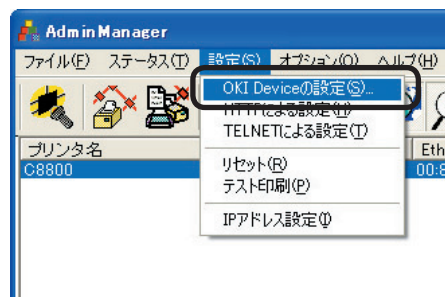 AdminManager
ファイル(F) ステータス(T) 設定(S) オプション(O) ヘルプ(H)
OKI Deviceの設定(S)...
HTTPによる設定(H)
TELNETによる設定(T)
リセット(R)
テスト印刷(P)
IPアドレス設定(I)
プリンタ名 Eth
C8800 00:8